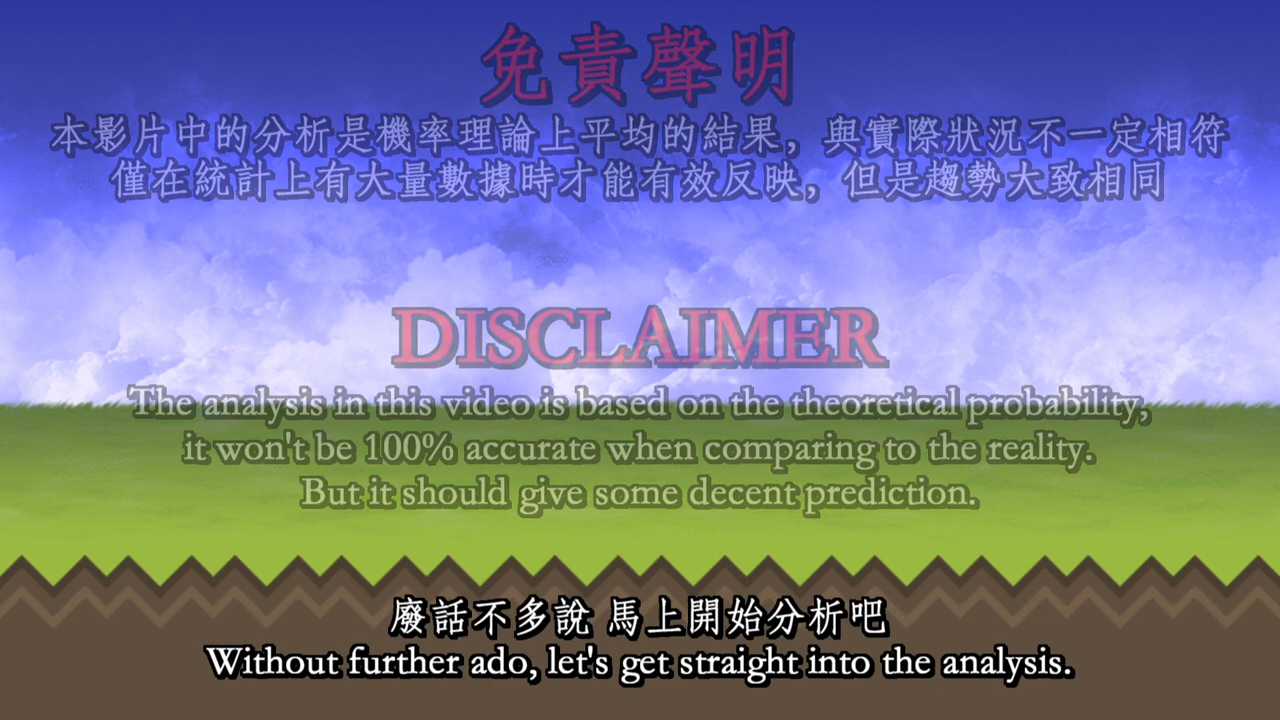 免責聲明
本影片中的分析是機率理論上平均的結果，與實際狀況不一定相符
僅在統計上有大量數據時才能有效反映，但是趨勢大致相同
DISCLAIMER
The analysis in this video is based on the theoretical probability,
it won't be 100% accurate when comparing to the reality.
But it should give some decent prediction.
廢話不多說 馬上開始分析吧
Without further ado, let's get straight into the analysis.